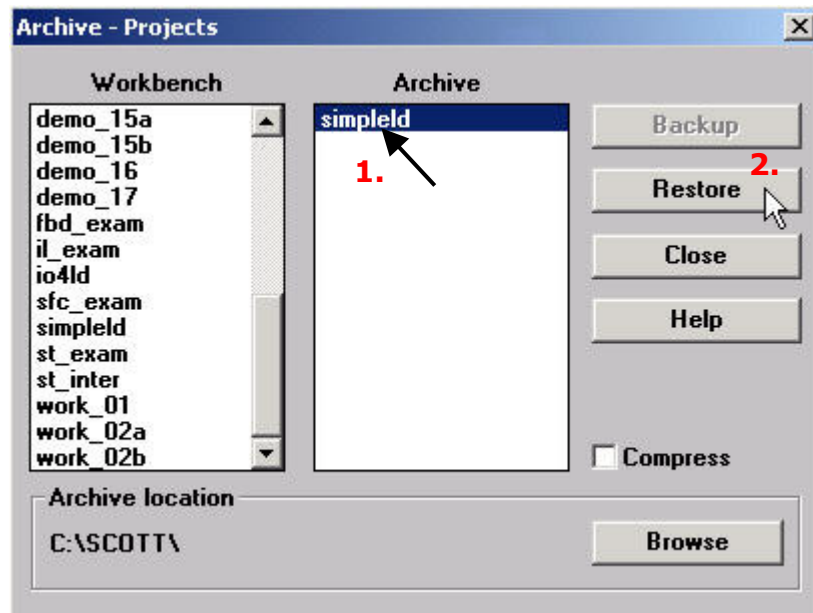 Archive - Projects
Workbench
demo_15a
demo_15b
demo_16
demo_17
fbd_exam
il_exam
io4ld
sfc_exam
simpleld
st_exam
st_inter
work_01
work_02a
work_02b
Archive
simpleld
1.
Backup
2.
Restore
Close
Help
Compress
Archive location
C:\SCOTT\
Browse